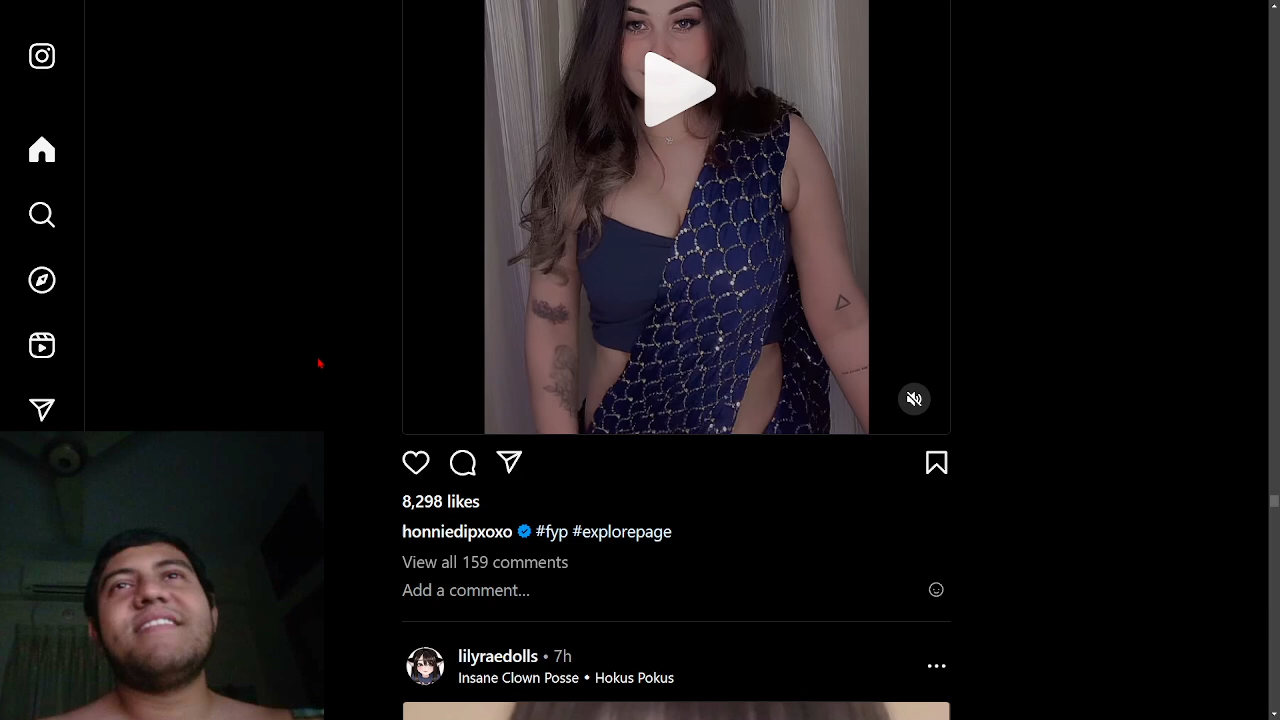 8,298 likes
honniedipxoxo #fyp #explorepage
View all 159 comments
Add a comment...
lilyraedolls • 7h
Insane Clown Posse • Hokus Pokus